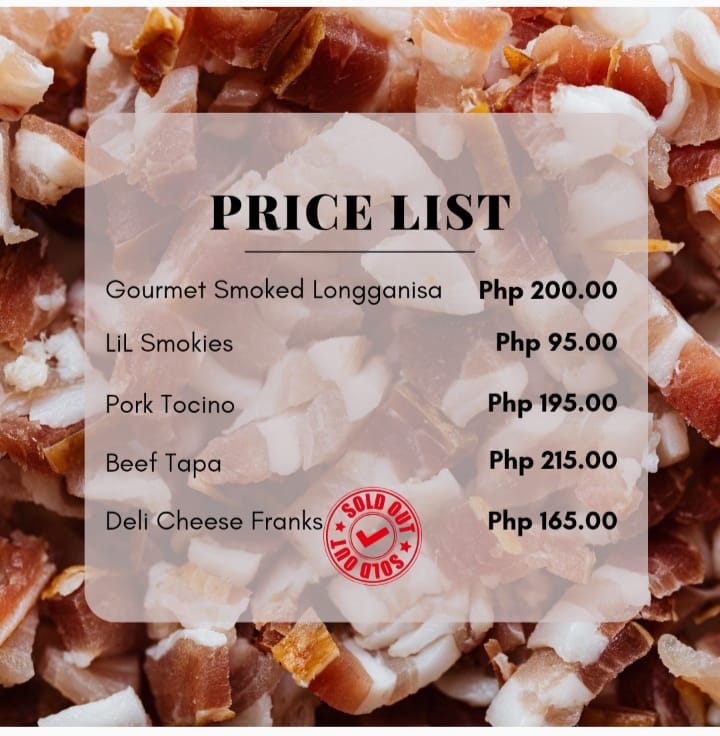 PRICE LIST
Gourmet Smoked Longganisa Php 200.00
LiL Smokies Php 95.00
Pork Tocino Php 195.00
Beef Tapa Php 215.00
Deli Cheese Franks Php 165.00
SOLD OUT
SOLD OUT